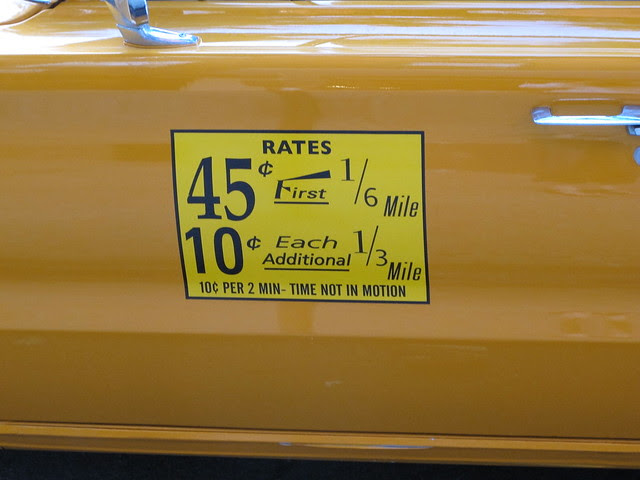 RATES
45¢ First 1/6 Mile
10¢ Each Additional 1/3 Mile
10¢ PER 2 MIN- TIME NOT IN MOTION